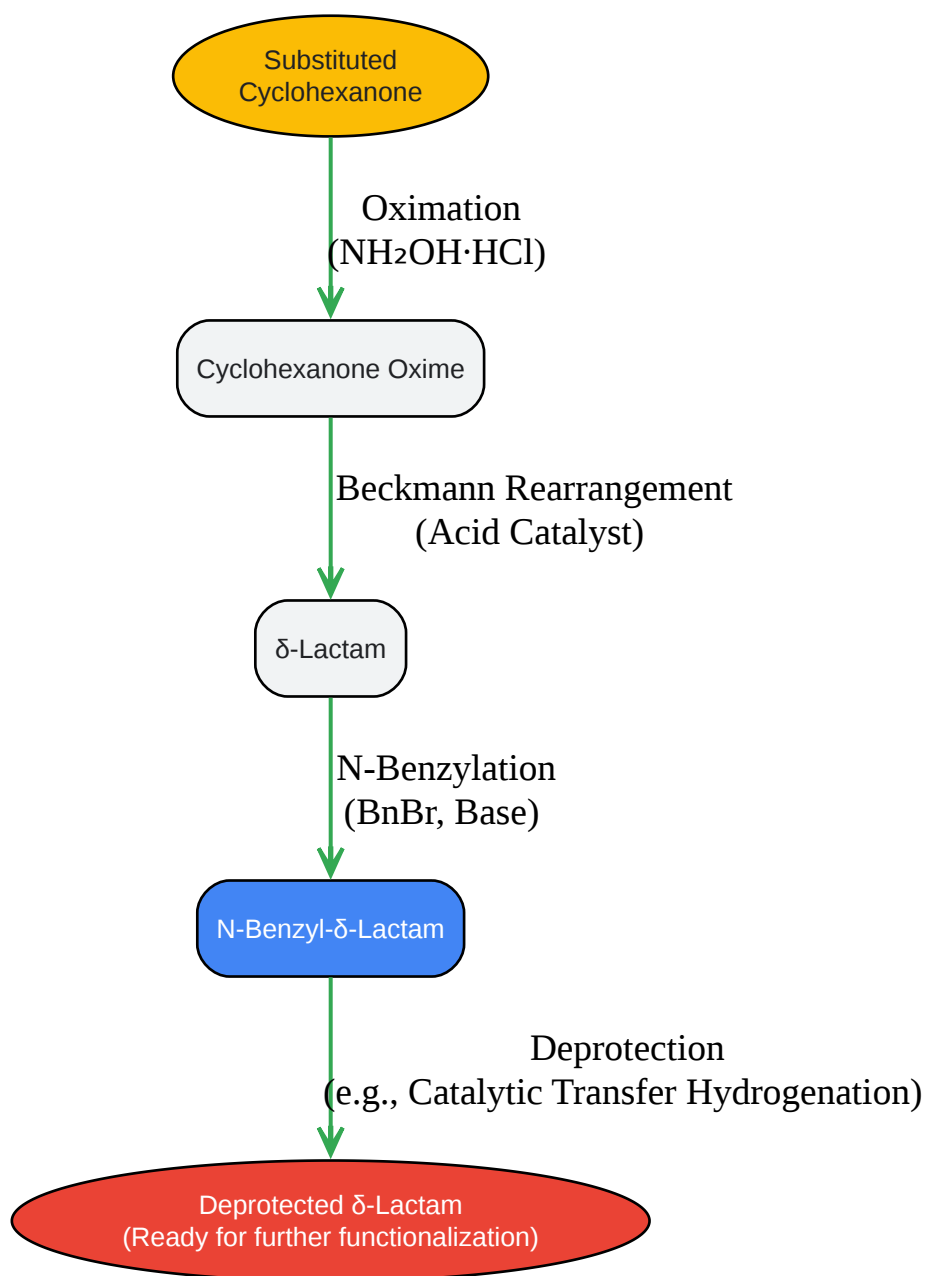 Substituted
Cyclohexanone
Oximation
(NH₂OH·HCl)
Cyclohexanone Oxime
Beckmann Rearrangement
(Acid Catalyst)
δ-Lactam
N-Benzylation
(BnBr, Base)
N-Benzyl-δ-Lactam
Deprotection
(e.g., Catalytic Transfer Hydrogenation)
Deprotected δ-Lactam
(Ready for further functionalization)